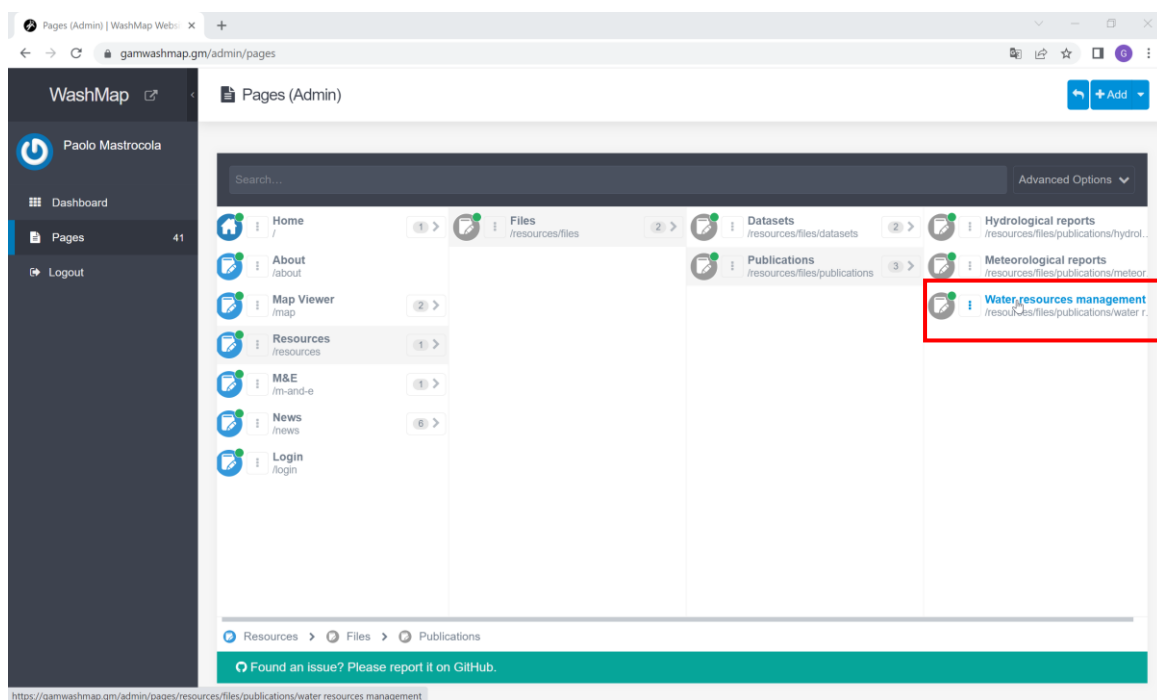 Pages (Admin) | WashMap Websi
gamwashmap.gm/admin/pages
G
WashMap
Pages (Admin)
Add
Paolo Mastrocola
Search...
Advanced Options
Dashboard
Pages 41
Logout
Home
/
1
About
/about
Map Viewer
/map
2
Resources
/resources
1
M&E
/m-and-e
1
News
/news
6
Login
/login
Files
/resources/files
2
Datasets
/resources/files/datasets
2
Publications
/resources/files/publications
3
Hydrological reports
/resources/files/publications/hydrol..
Meteorological reports
/resources/files/publications/meteor
Water resources management
/resources/files/publications/water r.
Resources > Files > Publications
Found an issue? Please report it on GitHub.
https://gamwashmap.gm/admin/pages/resources/files/publications/water resources management